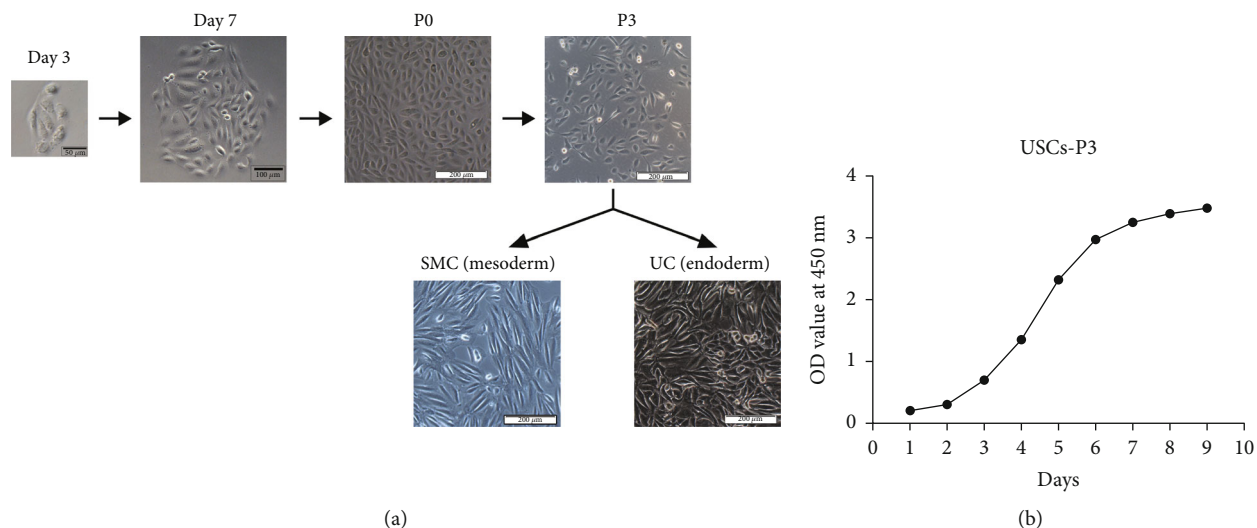 Day 3
Day 7
P0
P3
50 µm
100 µm
200 µm
200 µm
SMC (mesoderm)
UC (endoderm)
200 µm
200 µm
(a)
USCs-P3
OD value at 450 nm
4
3
2
1
0
0 1 2 3 4 5 6 7 8 9 10
Days
(b)